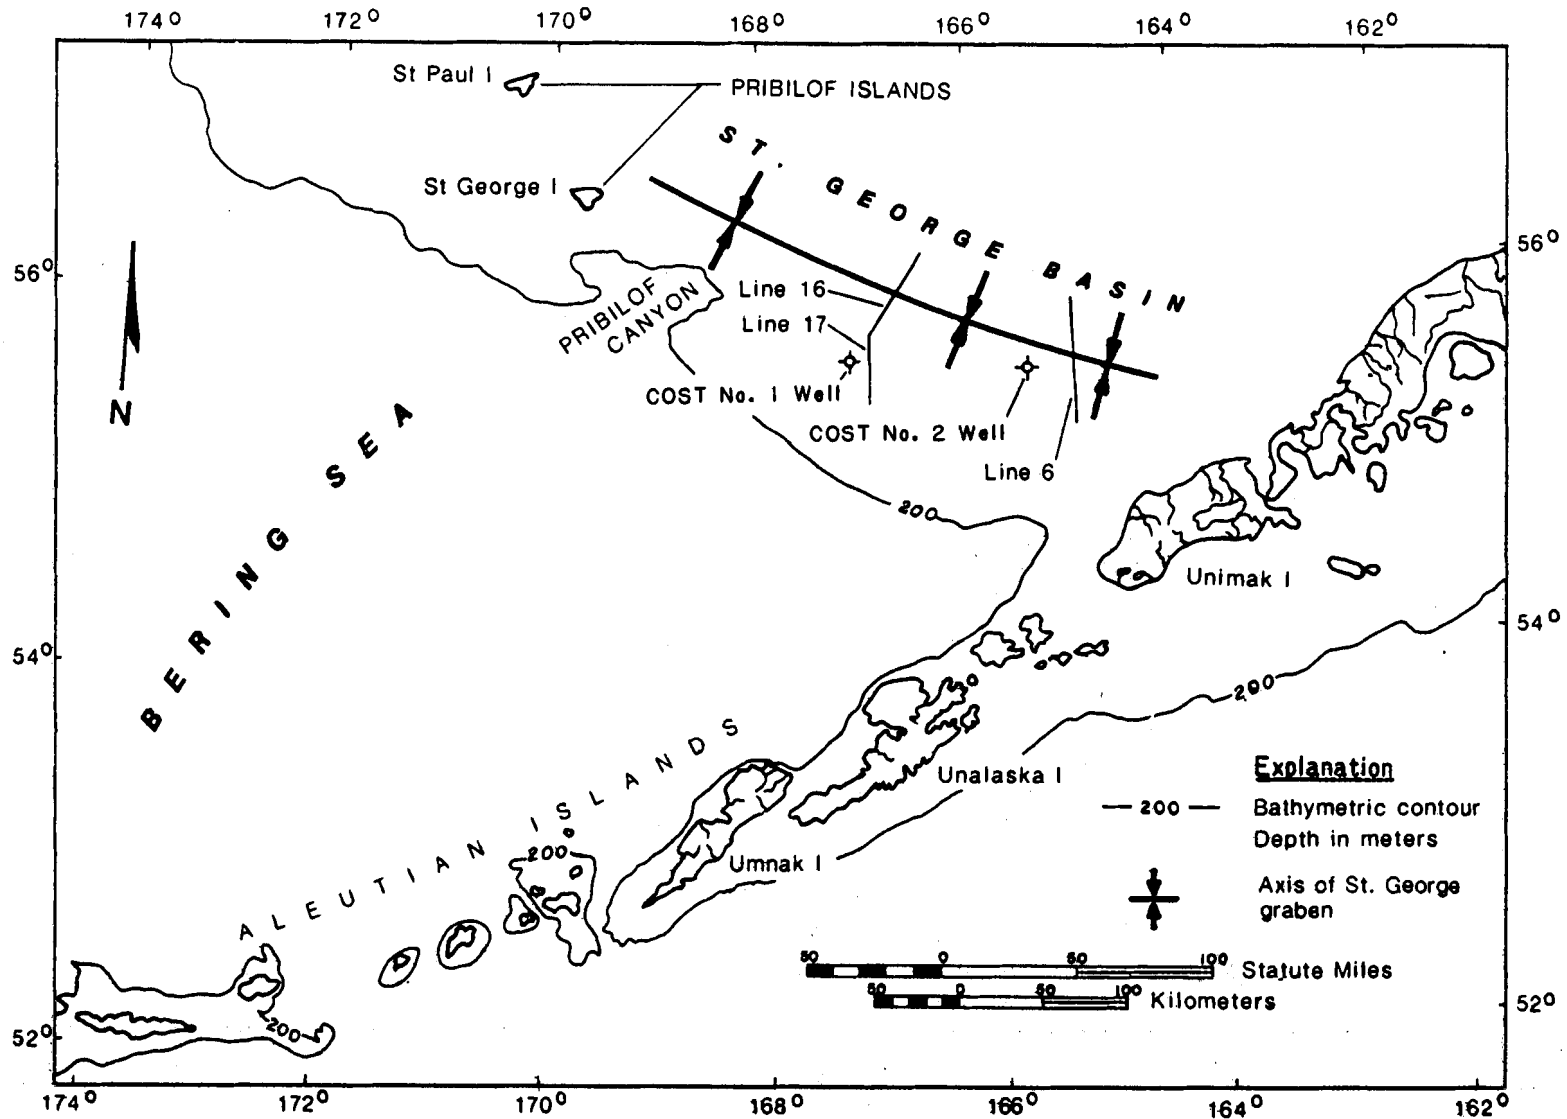 174° 172° 170° 168° 166° 164° 162°
St Paul I
PRIBILOF ISLANDS
St George I
ST. GEORGE BASIN
56°
56°
PRIBILOF
CANYON
Line 16
Line 17
COST No. 1 Well
COST No. 2 Well
Line 6
N
BERING SEA
200
Unimak I
54°
54°
200
ALEUTIAN ISLANDS
Unalaska I
200
Umnak I
Explanation
200 Bathymetric contour
Depth in meters
Axis of St. George
graben
50 0 50 100
Statute Miles
50 0 50 100
Kilometers
200
52°
52°
174° 172° 170° 168° 166° 164° 162°